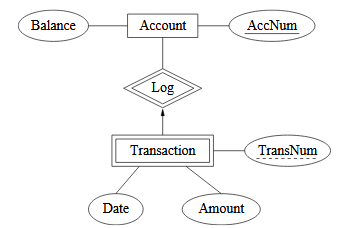 Balance
Account
AccNum
Log
Transaction
TransNum
Date
Amount